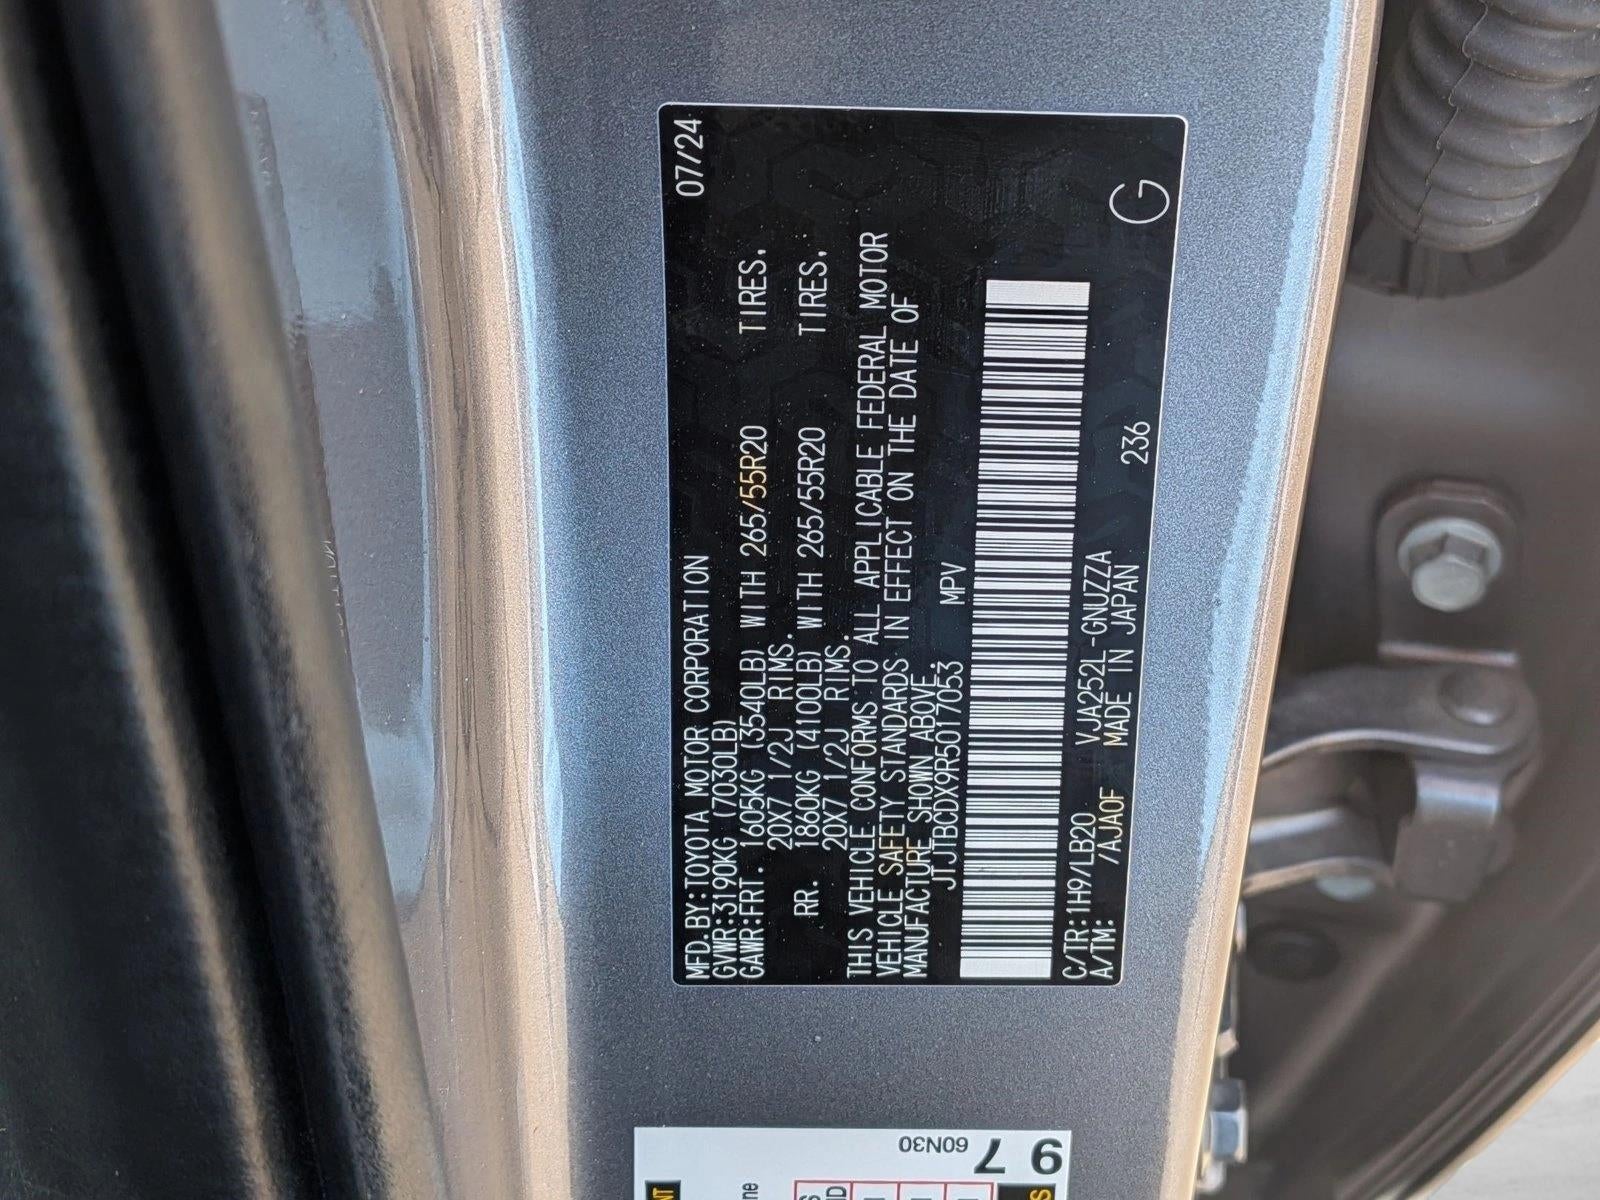 07/24
MFD.BY:TOYOTA MOTOR CORPORATION
GVWR:3190KG (7030LB)
GAWR:FRT. 1605KG (3540LB) WITH 265/55R20 TIRES.
20X7 1/2J RIMS.
RR. 1860KG (4100LB) WITH 265/55R20 TIRES.
20X7 1/2J RIMS.
THIS VEHICLE CONFORMS TO ALL APPLICABLE FEDERAL MOTOR
VEHICLE SAFETY STANDARDS IN EFFECT ON THE DATE OF
MANUFACTURE SHOWN ABOVE.
JTJTBCDX9R5017053 MPV
C/TR:1H9/LB20 VJA252L-GNUZZA 236
A/TM: /AJA0F MADE IN JAPAN
G
60N30
9 7